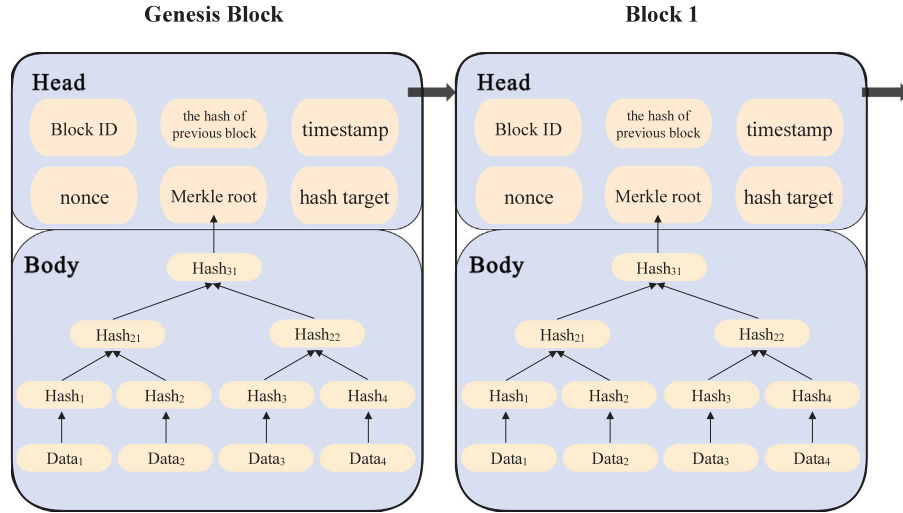 Genesis Block
Head
Block ID
the hash of
previous block
timestamp
nonce
Merkle root
hash target
Body
Hash₃₁
Hash₂₁
Hash₂₂
Hash₁
Hash₂
Hash₃
Hash₄
Data₁
Data₂
Data₃
Data₄
Block 1
Head
Block ID
the hash of
previous block
timestamp
nonce
Merkle root
hash target
Body
Hash₃₁
Hash₂₁
Hash₂₂
Hash₁
Hash₂
Hash₃
Hash₄
Data₁
Data₂
Data₃
Data₄